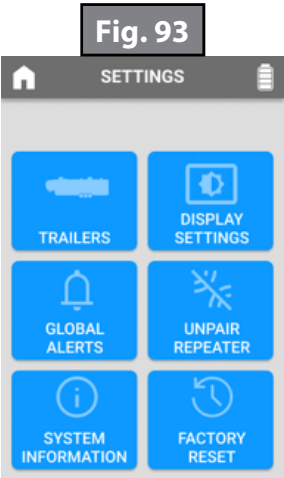 Fig. 93
SETTINGS
TRAILERS
DISPLAY
SETTINGS
GLOBAL
ALERTS
UNPAIR
REPEATER
SYSTEM
INFORMATION
FACTORY
RESET